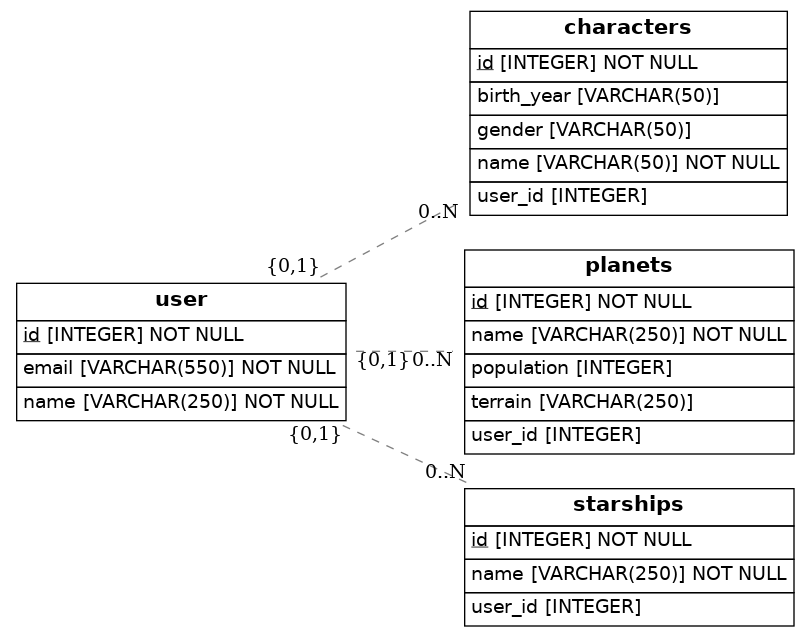 characters
id [INTEGER] NOT NULL
birth_year [VARCHAR(50)]
gender [VARCHAR(50)]
name [VARCHAR(50)] NOT NULL
user_id [INTEGER]
0..N
{0,1}
user
id [INTEGER] NOT NULL
email [VARCHAR(550)] NOT NULL
name [VARCHAR(250)] NOT NULL
{0,1} 0..N
planets
id [INTEGER] NOT NULL
name [VARCHAR(250)] NOT NULL
population [INTEGER]
terrain [VARCHAR(250)]
user_id [INTEGER]
{0,1}
0..N
starships
id [INTEGER] NOT NULL
name [VARCHAR(250)] NOT NULL
user_id [INTEGER]